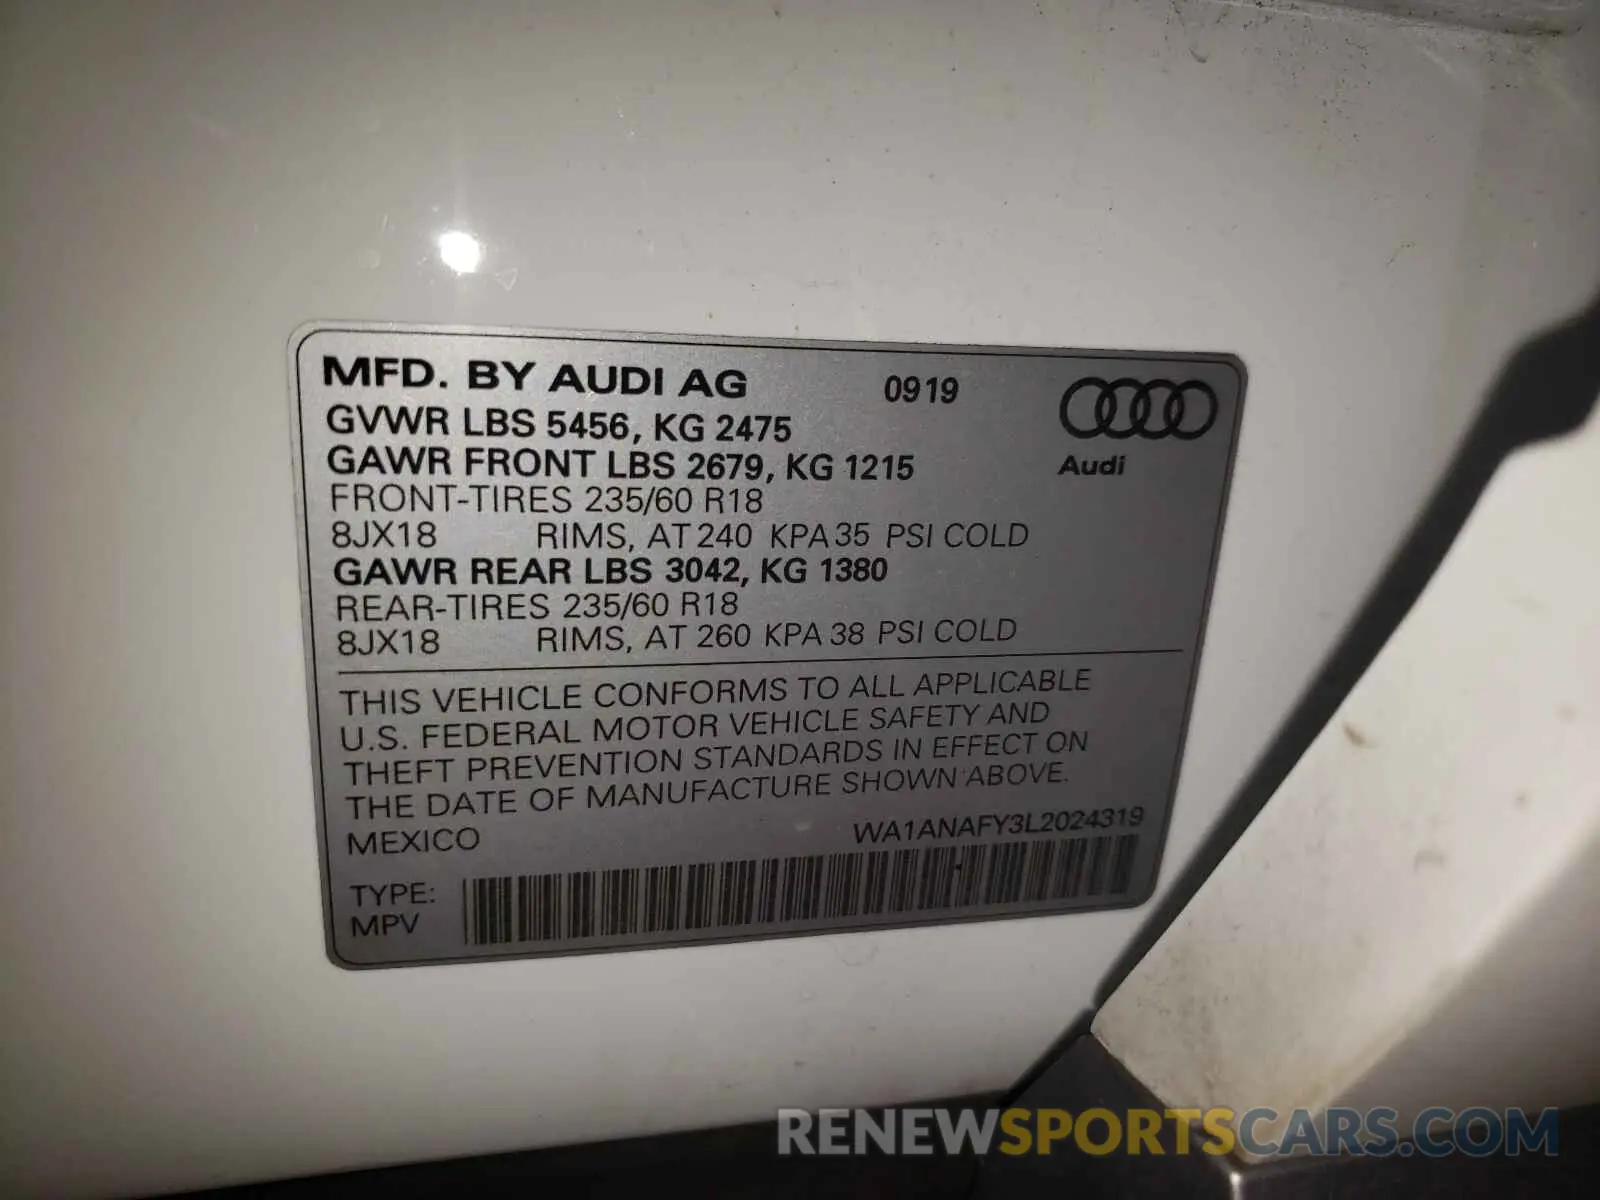 MFD. BY AUDI AG 0919
GVWR LBS 5456, KG 2475
GAWR FRONT LBS 2679, KG 1215
Audi
FRONT-TIRES 235/60 R18
8JX18 RIMS, AT 240 KPA 35 PSI COLD
GAWR REAR LBS 3042, KG 1380
REAR-TIRES 235/60 R18
8JX18 RIMS, AT 260 KPA 38 PSI COLD
THIS VEHICLE CONFORMS TO ALL APPLICABLE
U.S. FEDERAL MOTOR VEHICLE SAFETY AND
THEFT PREVENTION STANDARDS IN EFFECT ON
THE DATE OF MANUFACTURE SHOWN ABOVE.
MEXICO WA1ANAFY3L2024319
TYPE:
MPV
RENEWSPORTSCARS.COM